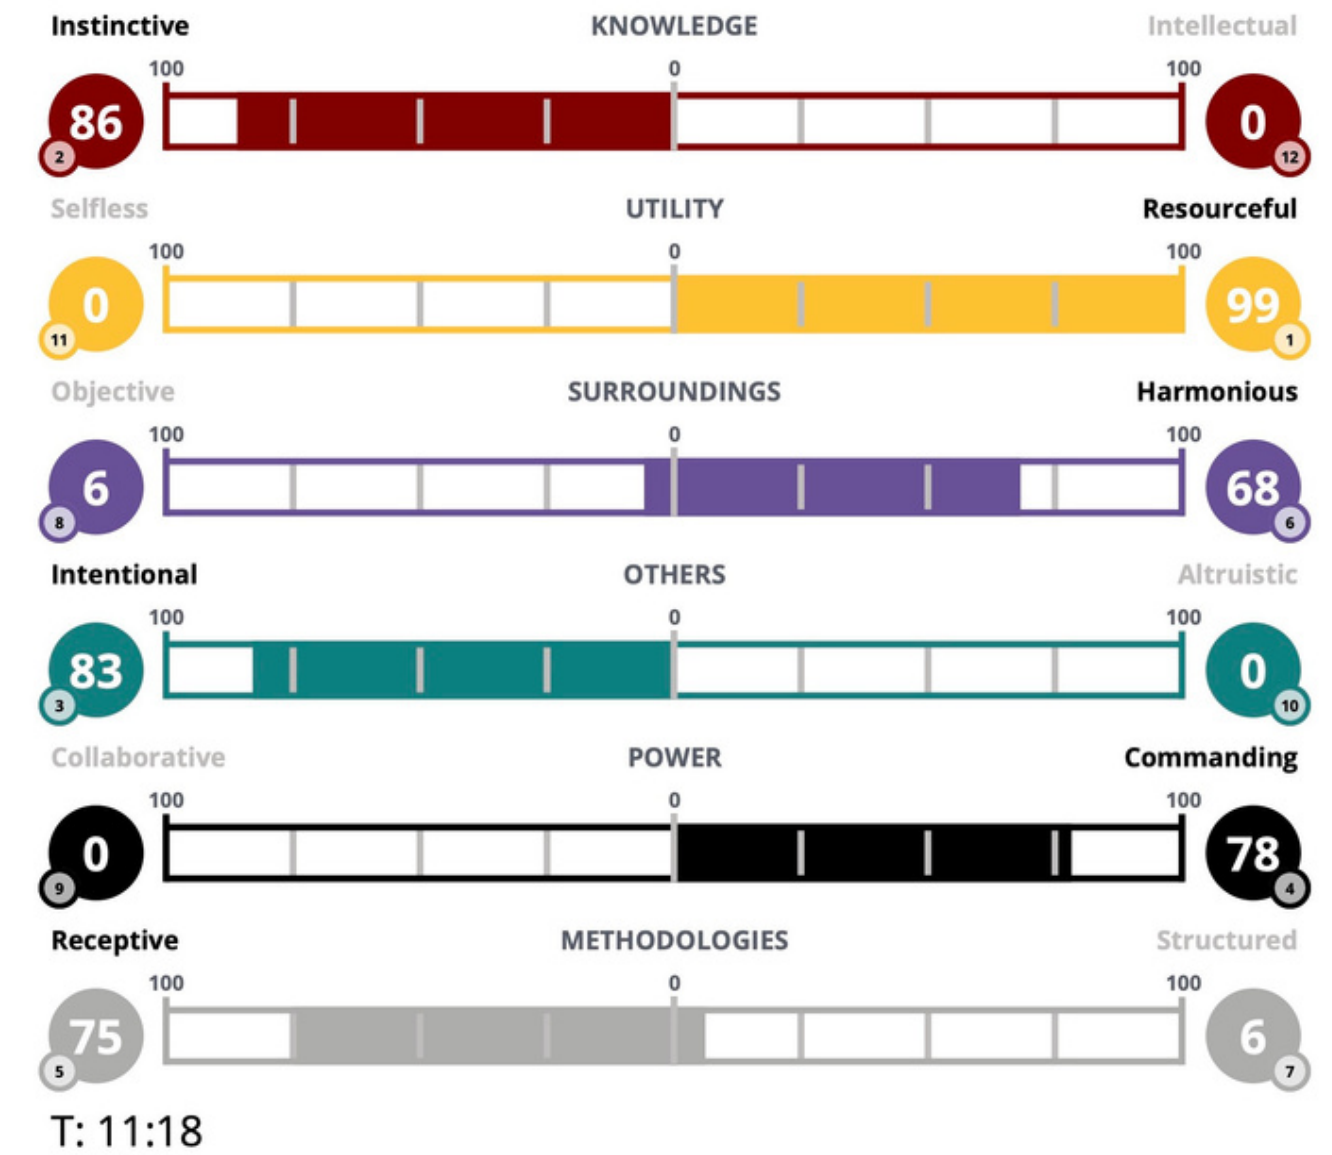 Instinctive KNOWLEDGE Intellectual
100 0 100
86 0
2 12
Selfless UTILITY Resourceful
100 0 100
0 99
11 1
Objective SURROUNDINGS Harmonious
100 0 100
6 68
8 6
Intentional OTHERS Altruistic
100 0 100
83 0
3 10
Collaborative POWER Commanding
100 0 100
0 78
9 4
Receptive METHODOLOGIES Structured
100 0 100
75 6
5 7
T: 11:18